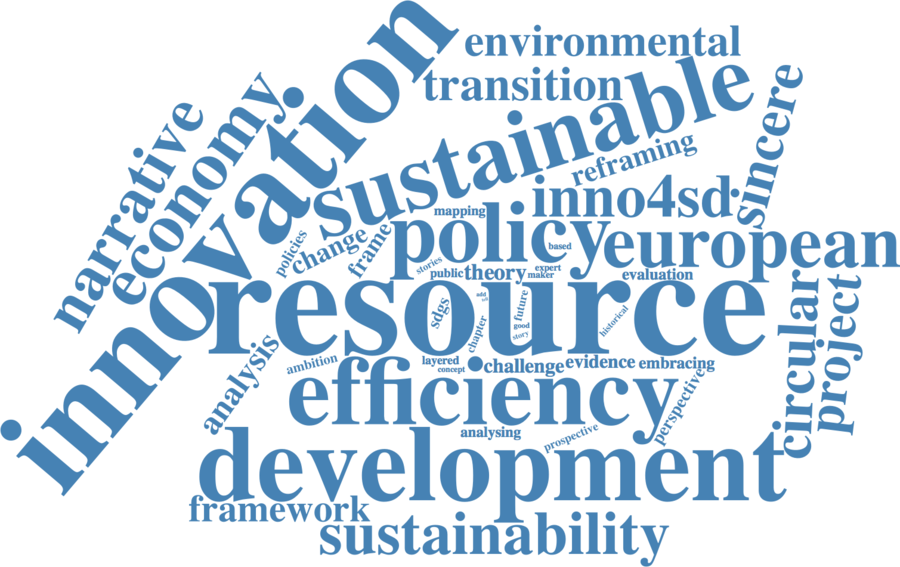 innovation
environmental
transition
sustainable
narrative
economy
sincere
reframing
inno4sd
mapping
policy
european
policies
change
frame
based
stories
public
theory
expert
maker
evaluation
resource
sdgs
add
chapter
future
good
story
historical
circular
project
analysis
ambition
layered
concept
challenge
evidence
embracing
efficiency
perspective
analysing
prospective
development
framework
sustainability